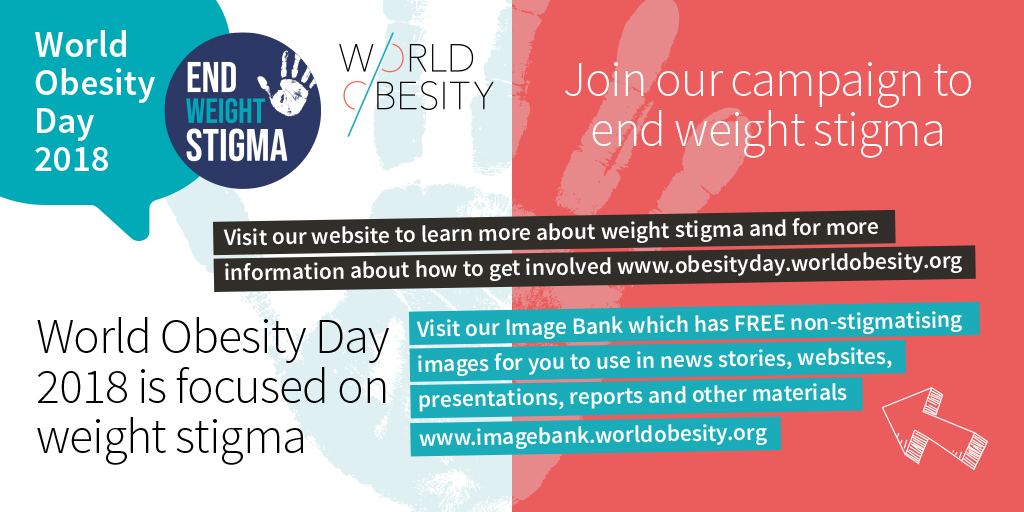 World
Obesity
Day
2018
END
WEIGHT
STIGMA
WORLD
OBESITY
Join our campaign to
end weight stigma
Visit our website to learn more about weight stigma and for more
information about how to get involved www.obesityday.worldobesity.org
World Obesity Day
2018 is focused on
weight stigma
Visit our Image Bank which has FREE non-stigmatising
images for you to use in news stories, websites,
presentations, reports and other materials
www.imagebank.worldobesity.org